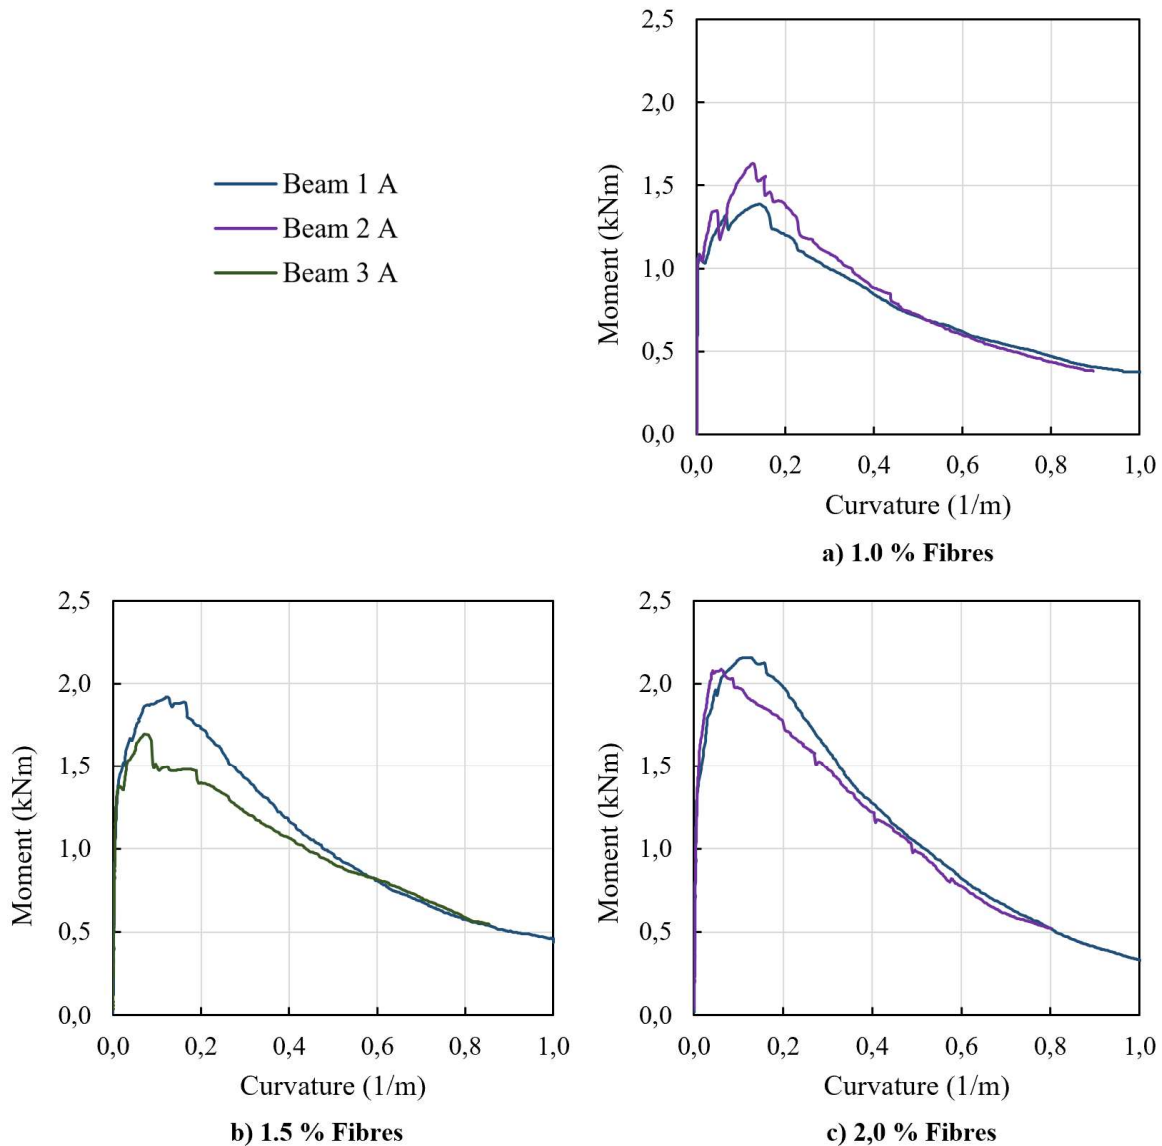 Beam 1 A
Beam 2 A
Beam 3 A
Moment (kNm)
2,5
2,0
1,5
1,0
0,5
0,0
0,0 0,2 0,4 0,6 0,8 1,0
Curvature (1/m)
a) 1.0 % Fibres
Moment (kNm)
2,5
2,0
1,5
1,0
0,5
0,0
0,0 0,2 0,4 0,6 0,8 1,0
Curvature (1/m)
b) 1.5 % Fibres
Moment (kNm)
2,5
2,0
1,5
1,0
0,5
0,0
0,0 0,2 0,4 0,6 0,8 1,0
Curvature (1/m)
c) 2,0 % Fibres